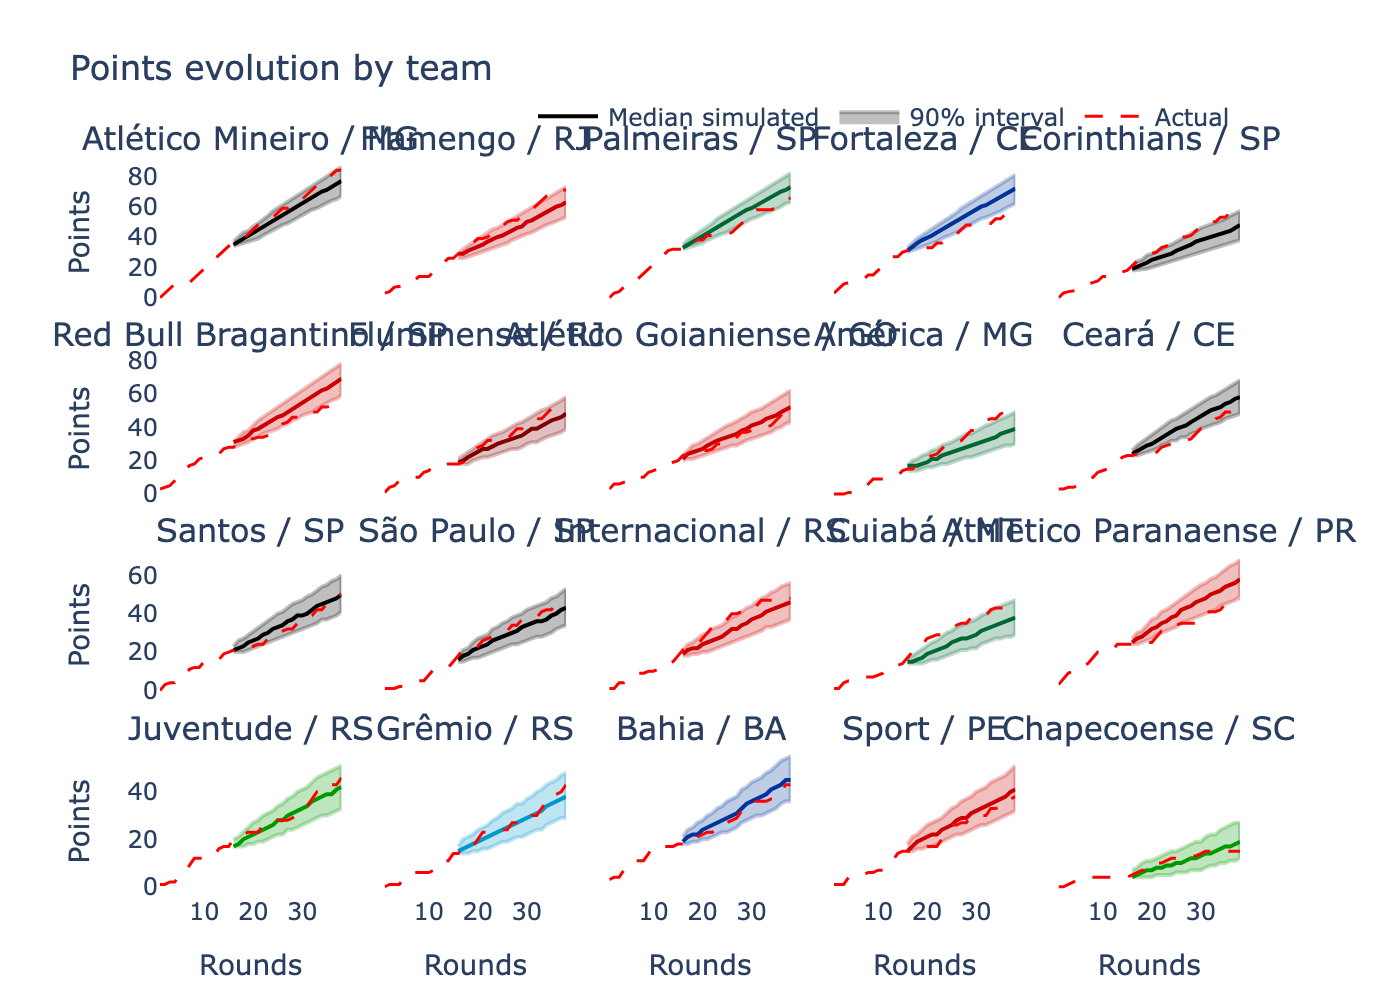 Points evolution by team
Median simulated 90% interval Actual
Atlético Mineiro / MG Flamengo / RJ Palmeiras / SP Fortaleza / CE Corinthians / SP
80
60
40
20
0
Points
Red Bull Bragantino / SP Fluminense / RJ Atlético Goianiense / GO América / MG Ceará / CE
80
60
40
20
0
Points
Santos / SP São Paulo / SP Internacional / RS Cuiabá / MT Athletico Paranaense / PR
60
40
20
0
Points
Juventude / RS Grêmio / RS Bahia / BA Sport / PE Chapecoense / SC
40
20
0
Points
10 20 30 10 20 30 10 20 30 10 20 30 10 20 30
Rounds Rounds Rounds Rounds Rounds